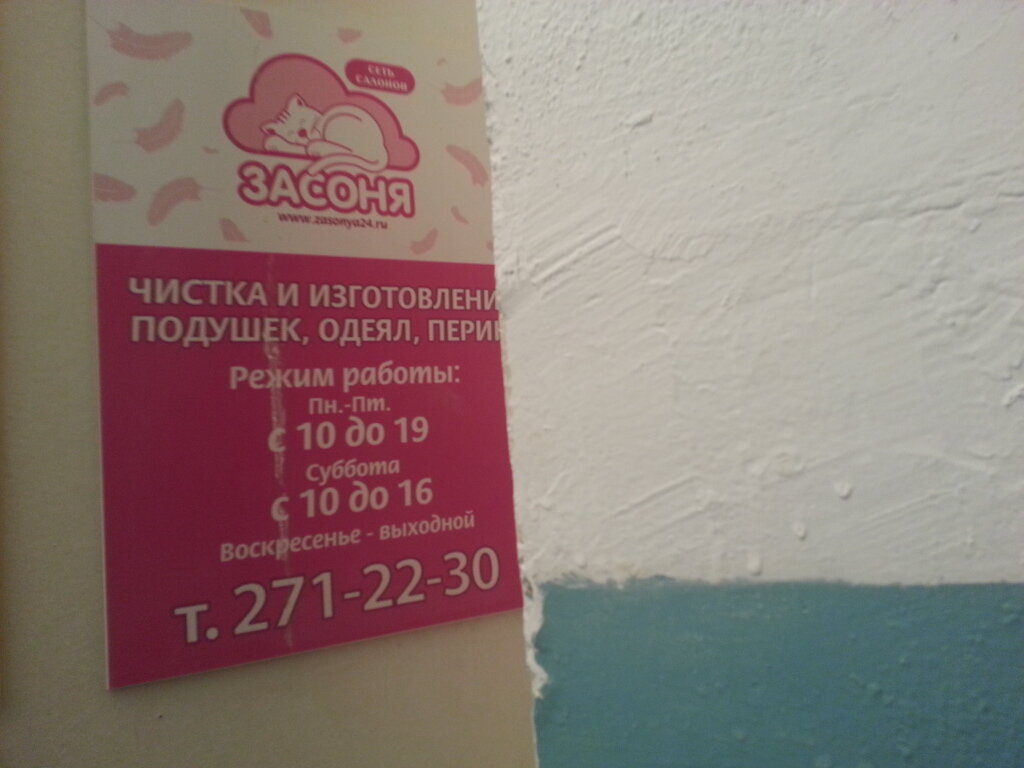 СЕТЬ
САЛОНОВ
ЗАСОНЯ
www.zasonya24.ru
ЧИСТКА И ИЗГОТОВЛЕНИ
ПОДУШЕК, ОДЕЯЛ, ПЕРИН
Режим работы:
Пн.-Пт.
с 10 до 19
Суббота
с 10 до 16
Воскресенье - выходной
т. 271-22-30